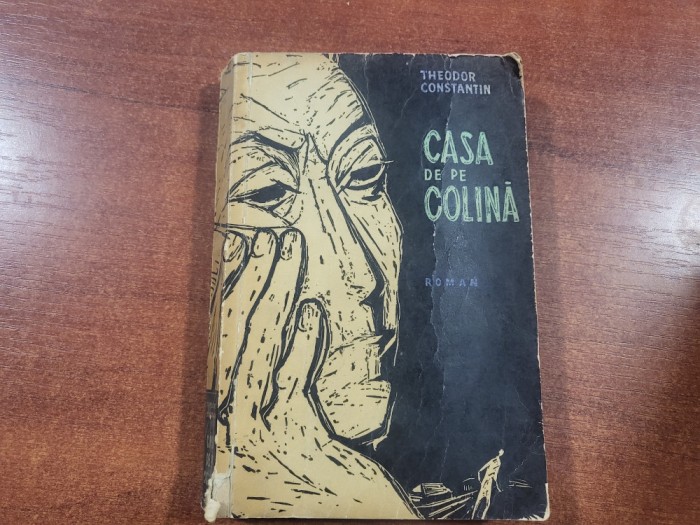 THEODOR
CONSTANTIN
CASA
DE PE
COLINĂ
ROMAN